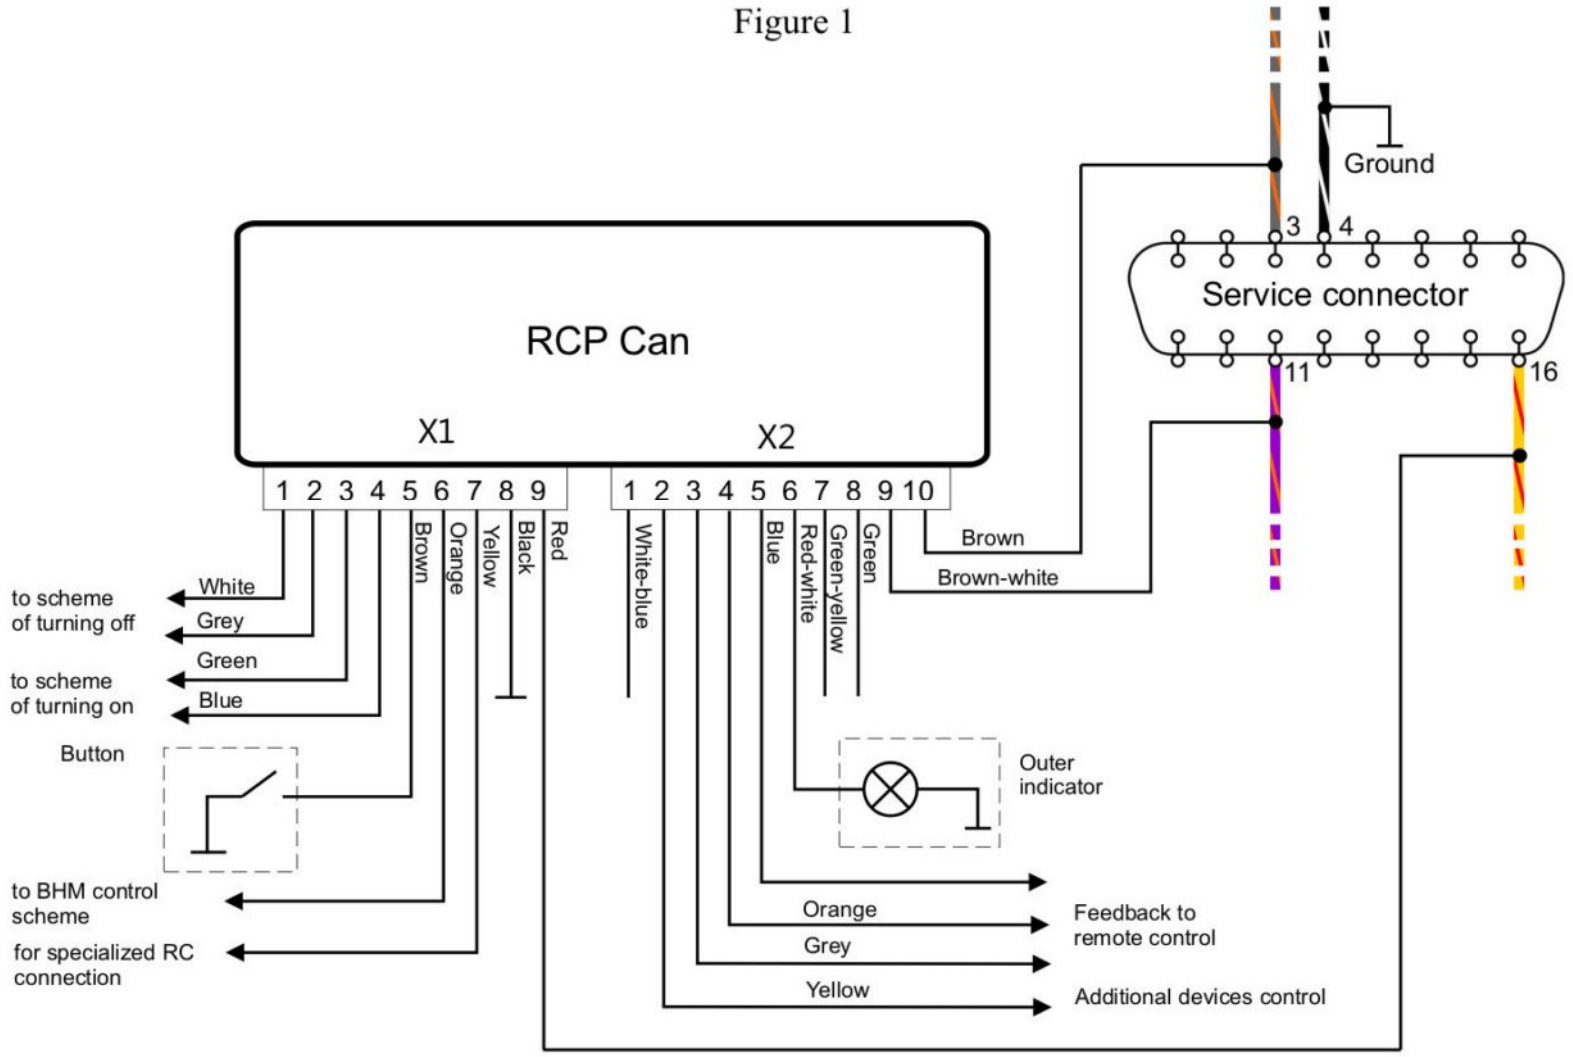 Figure 1
Ground
3 4
Service connector
11 16
RCP Can
X1 X2
1 2 3 4 5 6 7 8 9 1 2 3 4 5 6 7 8 9 10
Brown
Orange
Yellow
Black
Red
White-blue
Blue
Red-white
Green-yellow
Green
Brown
Brown-white
White
to scheme
of turning off
Grey
Green
to scheme
of turning on
Blue
Button
Outer
indicator
to BHM control
scheme
for specialized RC
connection
Orange
Feedback to
remote control
Grey
Yellow
Additional devices control